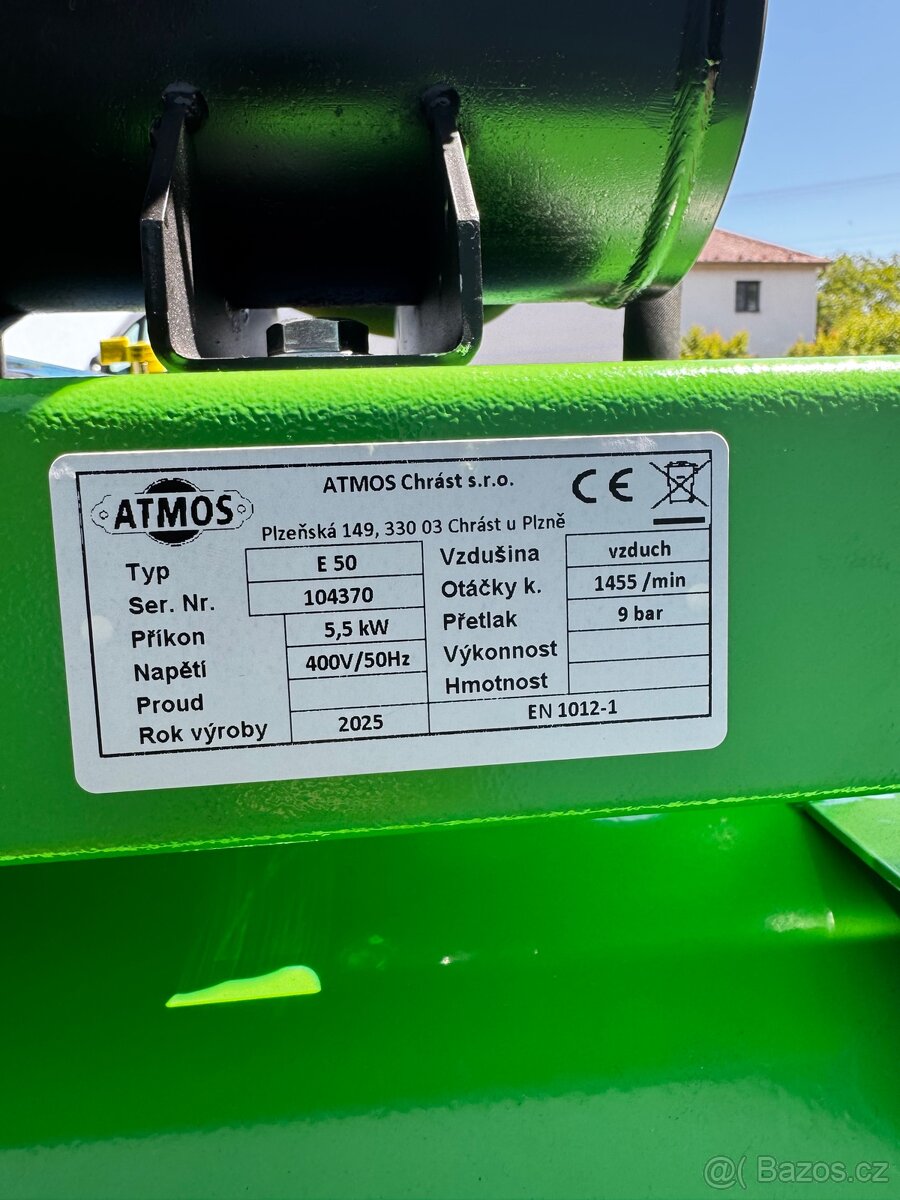 ATMOS
ATMOS Chrást s.r.o.
CE
Plzeňská 149, 330 03 Chrást u Plzně
Typ E 50
Ser. Nr. 104370
Příkon 5,5 kW
Napětí 400V/50Hz
Proud
Rok výroby 2025
Vzdušina vzduch
Otáčky k. 1455 /min
Přetlak 9 bar
Výkonnost
Hmotnost
EN 1012-1
@( Bazos.cz